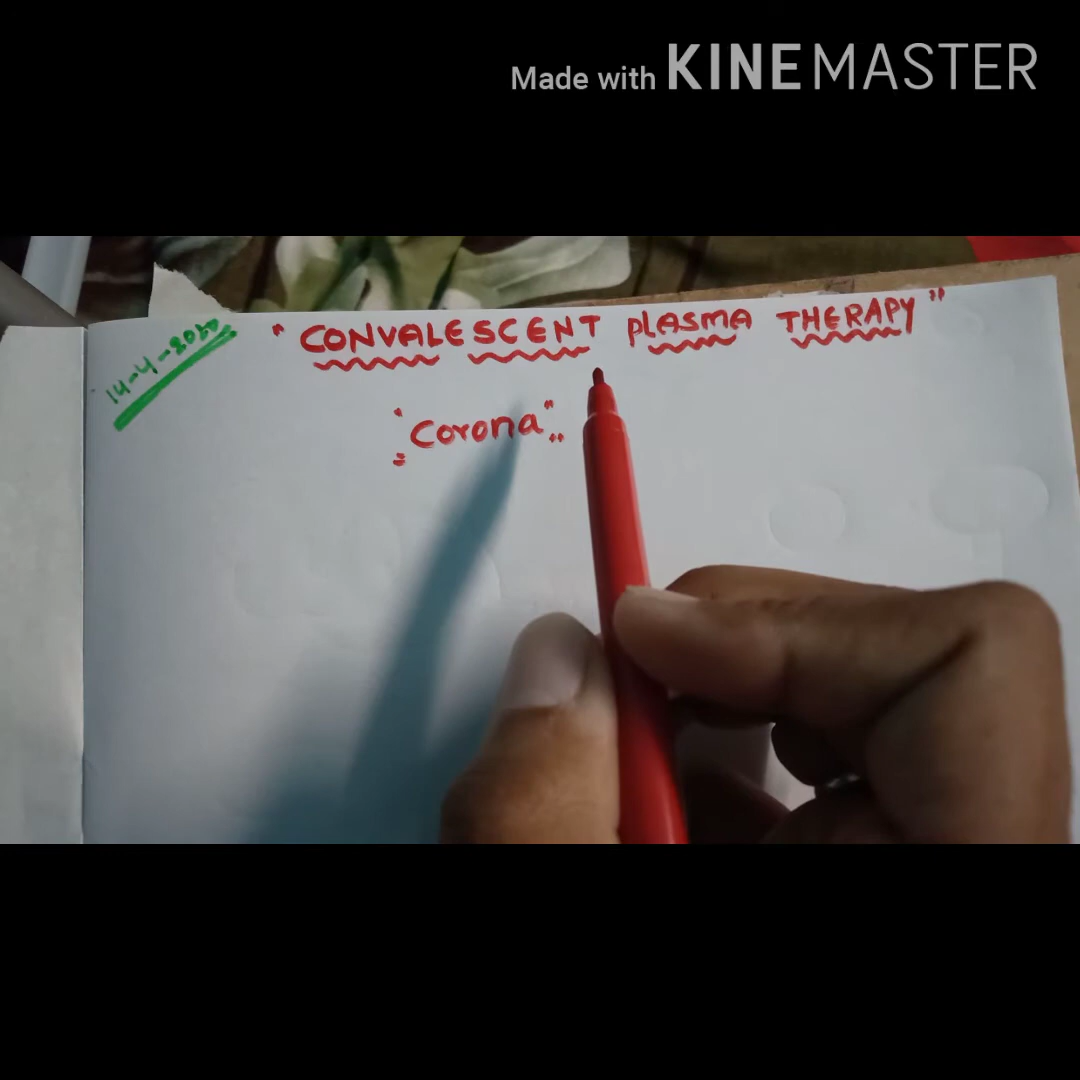 Made with KINEMASTER
" CONVALESCENT PLASMA THERAPY "
14-4-2020
" Corona "